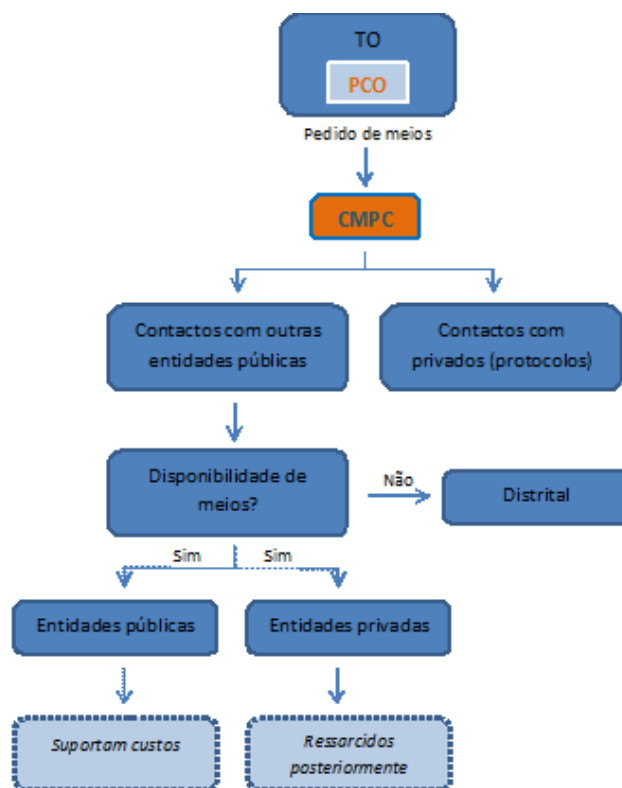 TO
PCO
Pedido de meios
CMPC
Contactos com outras
entidades públicas
Contactos com
privados (protocolos)
Disponibilidade de
meios?
Não
Distrital
Sim
Sim
Entidades públicas
Entidades privadas
Suportam custos
Ressarcidos
posteriormente